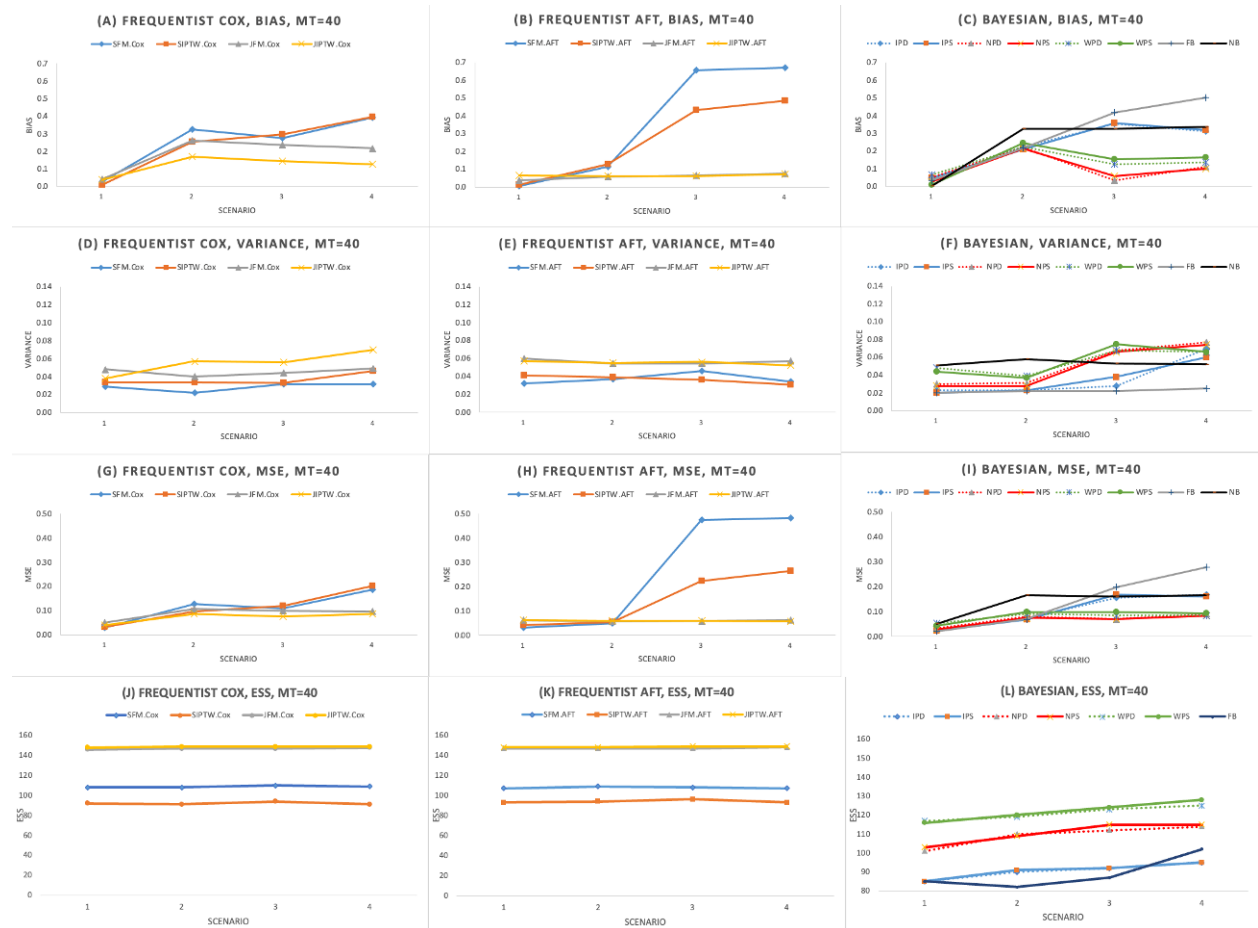 (A) FREQUENTIST COX, BIAS, MT=40
SFM.Cox SIPTW.Cox JFM.Cox JIPTW.Cox
0.7
0.6
0.5
0.4
0.3
0.2
0.1
0.0
BIAS
1 2 3 4
SCENARIO
(B) FREQUENTIST AFT, BIAS, MT=40
SFM.AFT SIPTW.AFT JFM.AFT JIPTW.AFT
0.7
0.6
0.5
0.4
0.3
0.2
0.1
0.0
BIAS
1 2 3 4
SCENARIO
(C) BAYESIAN, BIAS, MT=40
IPD IPS NPD NPS WPD WPS FB NB
0.7
0.6
0.5
0.4
0.3
0.2
0.1
0.0
BIAS
1 2 3 4
SCENARIO
(D) FREQUENTIST COX, VARIANCE, MT=40
SFM.Cox SIPTW.Cox JFM.Cox JIPTW.Cox
0.14
0.12
0.10
0.08
0.06
0.04
0.02
0.00
VARIANCE
1 2 3 4
SCENARIO
(E) FREQUENTIST AFT, VARIANCE, MT=40
SFM.AFT SIPTW.AFT JFM.AFT JIPTW.AFT
0.14
0.12
0.10
0.08
0.06
0.04
0.02
0.00
VARIANCE
1 2 3 4
SCENARIO
(F) BAYESIAN, VARIANCE, MT=40
IPD IPS NPD NPS WPD WPS FB NB
0.14
0.12
0.10
0.08
0.06
0.04
0.02
0.00
VARIANCE
1 2 3 4
SCENARIO
(G) FREQUENTIST COX, MSE, MT=40
SFM.Cox SIPTW.Cox JFM.Cox JIPTW.Cox
0.50
0.40
0.30
0.20
0.10
0.00
MSE
1 2 3 4
SCENARIO
(H) FREQUENTIST AFT, MSE, MT=40
SFM.AFT SIPTW.AFT JFM.AFT JIPTW.AFT
0.50
0.40
0.30
0.20
0.10
0.00
MSE
1 2 3 4
SCENARIO
(I) BAYESIAN, MSE, MT=40
IPD IPS NPD NPS WPD WPS FB NB
0.50
0.40
0.30
0.20
0.10
0.00
MSE
1 2 3 4
SCENARIO
(J) FREQUENTIST COX, ESS, MT=40
SFM.Cox SIPTW.Cox JFM.Cox JIPTW.Cox
160
140
120
100
80
60
40
20
0
ESS
1 2 3 4
SCENARIO
(K) FREQUENTIST AFT, ESS, MT=40
SFM.AFT SIPTW.AFT JFM.AFT JIPTW.AFT
160
140
120
100
80
60
40
20
0
ESS
1 2 3 4
SCENARIO
(L) BAYESIAN, ESS, MT=40
IPD IPS NPD NPS WPD WPS FB
160
150
140
130
120
110
100
90
80
ESS
1 2 3 4
SCENARIO